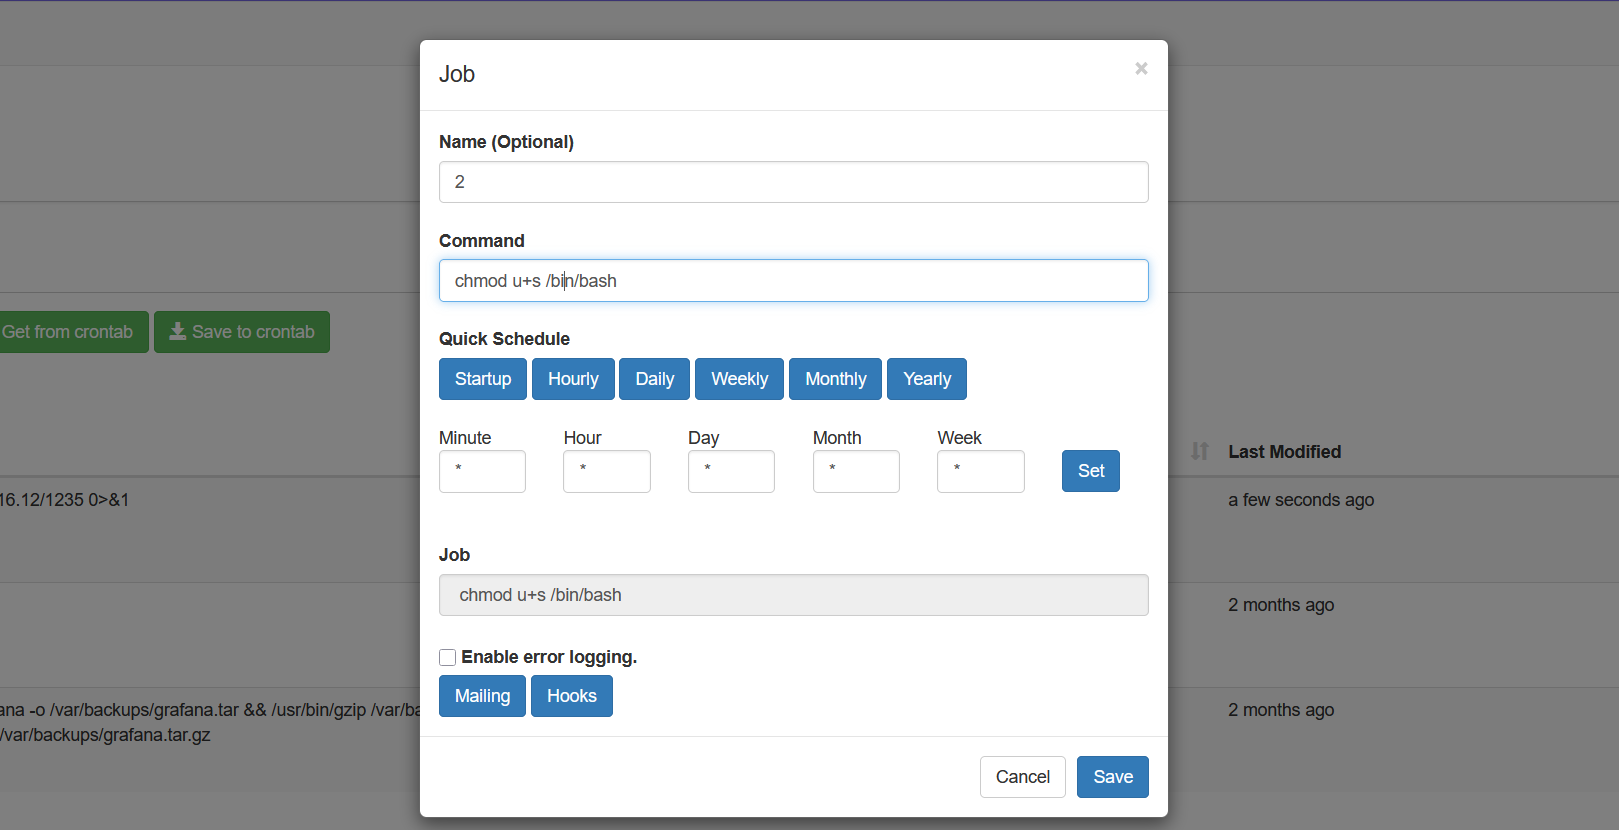 Job
×
Name (Optional)
2
Command
chmod u+s /bin/bash
Get from crontab
Save to crontab
Quick Schedule
Startup Hourly Daily Weekly Monthly Yearly
Minute Hour Day Month Week
* * * * * Set
Last Modified
16.12/1235 0>&1
a few seconds ago
Job
chmod u+s /bin/bash
2 months ago
Enable error logging.
Mailing Hooks
ana -o /var/backups/grafana.tar && /usr/bin/gzip /var/ba
/var/backups/grafana.tar.gz
2 months ago
Cancel Save